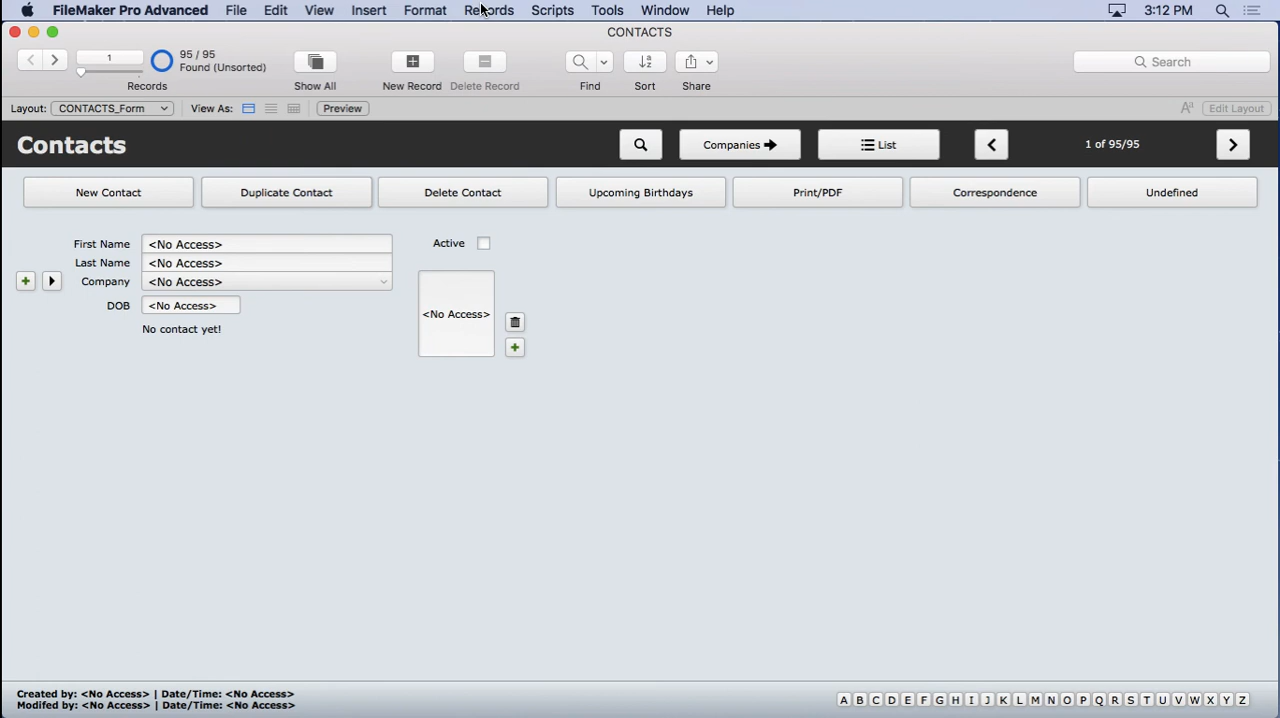 FileMaker Pro Advanced File Edit View Insert Format Records Scripts Tools Window Help 3:12 PM
CONTACTS
1 95 / 95 Found (Unsorted)
Records Show All New Record Delete Record Find Sort Share Search
Layout: CONTACTS_Form View As: Preview Aa Edit Layout
Contacts Companies List 1 of 95/95
New Contact Duplicate Contact Delete Contact Upcoming Birthdays Print/PDF Correspondence Undefined
First Name <No Access> Active
Last Name <No Access>
Company <No Access>
DOB <No Access>
<No Access>
No contact yet!
Created by: <No Access> | Date/Time: <No Access>
Modifed by: <No Access> | Date/Time: <No Access>
A B C D E F G H I J K L M N O P Q R S T U V W X Y Z